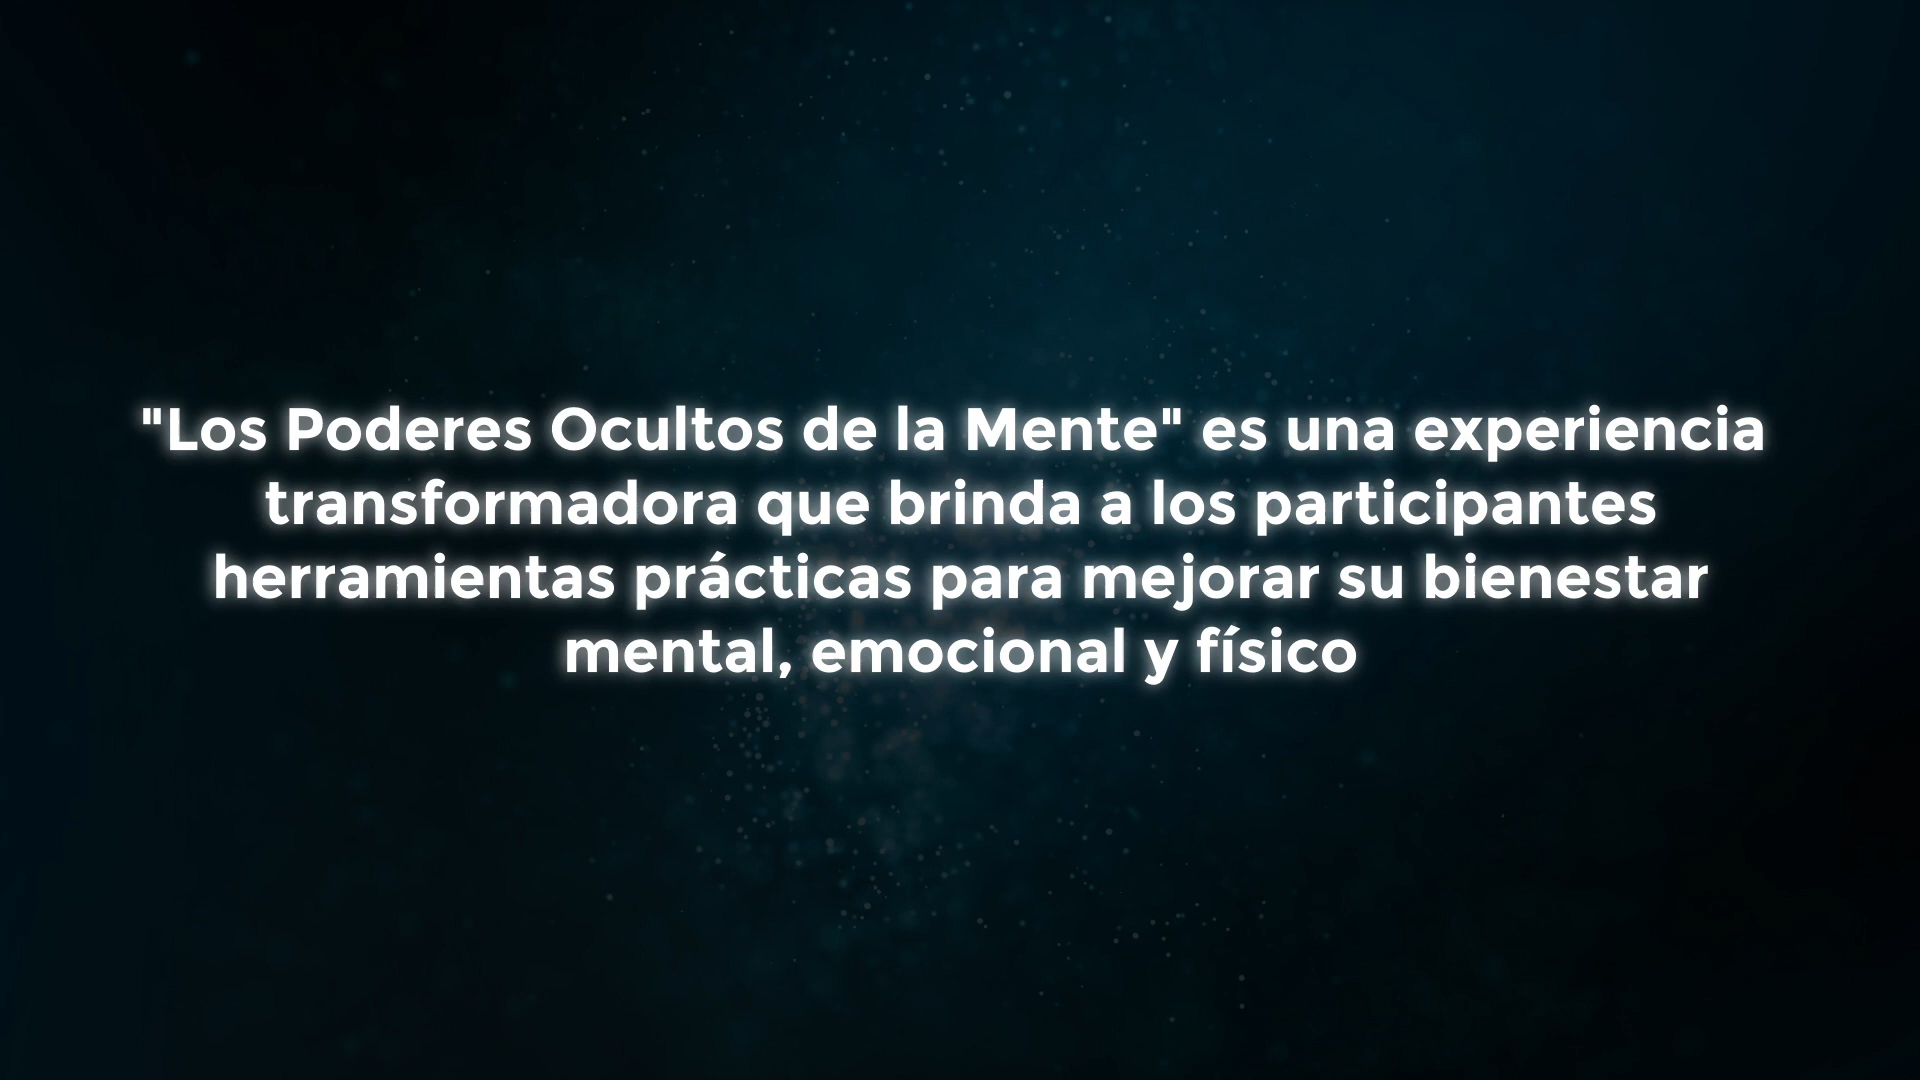 "Los Poderes Ocultos de la Mente" es una experiencia
transformadora que brinda a los participantes
herramientas prácticas para mejorar su bienestar
mental, emocional y físico